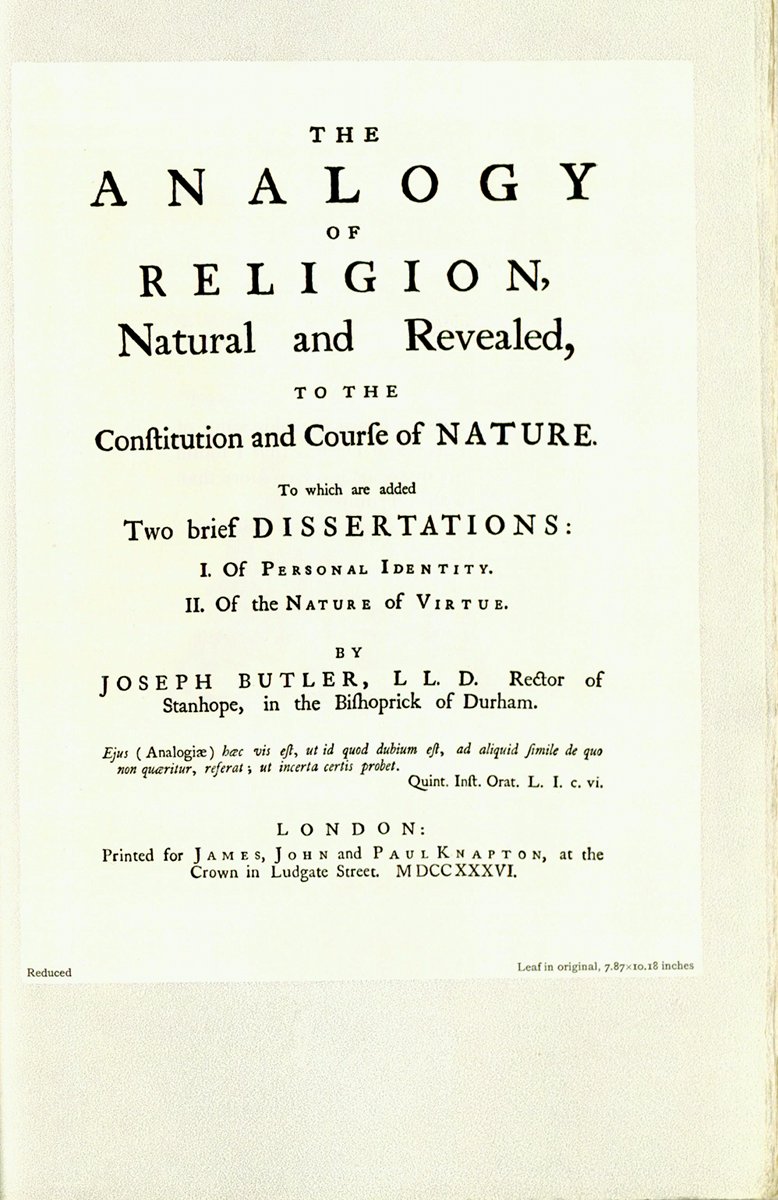 THE
ANALOGY
OF
RELIGION,
Natural and Revealed,
TO THE
Conſtitution and Courſe of NATURE.
To which are added
Two brief DISSERTATIONS:
I. Of PERSONAL IDENTITY.
II. Of the NATURE of VIRTUE.
BY
JOSEPH BUTLER, L L. D. Rector of
Stanhope, in the Biſhoprick of Durham.
Ejus (Analogiæ) hæc vis eſt, ut id quod dubium eſt, ad aliquid ſimile de quo
non quæritur, referat; ut incerta certis probet.
Quint. Inſt. Orat. L. I. c. vi.
LONDON:
Printed for JAMES, JOHN and PAUL KNAPTON, at the
Crown in Ludgate Street. MDCCXXXVI.
Reduced
Leaf in original, 7.87×10.18 inches